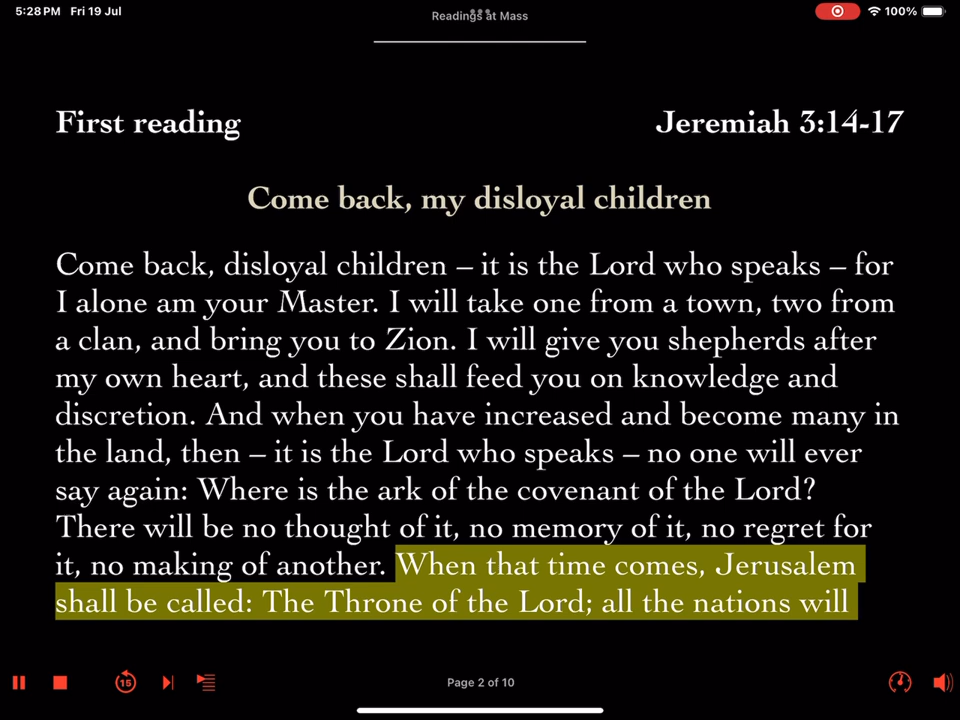 5:28 PM Fri 19 Jul
Readings at Mass
100%
First reading
Jeremiah 3:14-17
Come back, my disloyal children
Come back, disloyal children – it is the Lord who speaks – for
I alone am your Master. I will take one from a town, two from
a clan, and bring you to Zion. I will give you shepherds after
my own heart, and these shall feed you on knowledge and
discretion. And when you have increased and become many in
the land, then – it is the Lord who speaks – no one will ever
say again: Where is the ark of the covenant of the Lord?
There will be no thought of it, no memory of it, no regret for
it, no making of another. When that time comes, Jerusalem
shall be called: The Throne of the Lord; all the nations will
15
Page 2 of 10